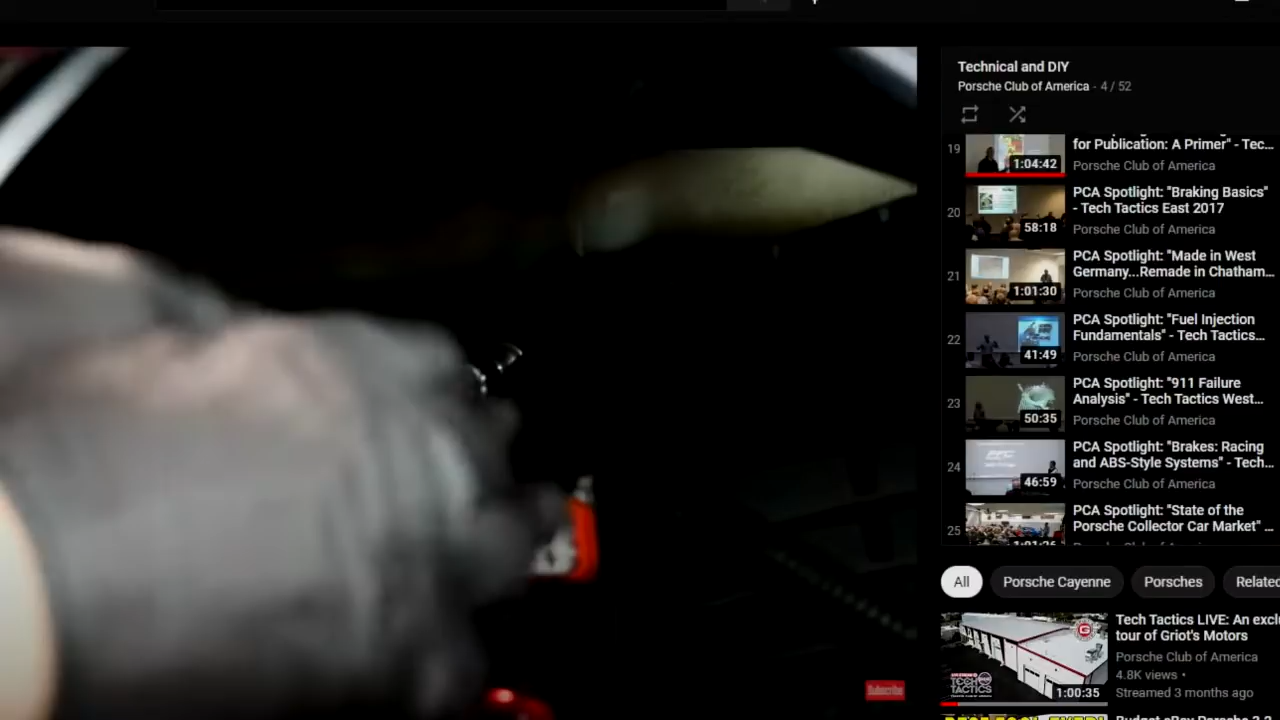 Technical and DIY
Porsche Club of America - 4 / 52
19
1:04:42
for Publication: A Primer" - Tec...
Porsche Club of America
20
58:18
PCA Spotlight: "Braking Basics"
- Tech Tactics East 2017
Porsche Club of America
21
1:01:30
PCA Spotlight: "Made in West
Germany...Remade in Chatham...
Porsche Club of America
22
41:49
PCA Spotlight: "Fuel Injection
Fundamentals" - Tech Tactics...
Porsche Club of America
23
50:35
PCA Spotlight: "911 Failure
Analysis" - Tech Tactics West...
Porsche Club of America
24
46:59
PCA Spotlight: "Brakes: Racing
and ABS-Style Systems" - Tech...
Porsche Club of America
25
PCA Spotlight: "State of the
Porsche Collector Car Market" ...
All
Porsche Cayenne
Porsches
Related
Tech Tactics LIVE: An exclu
tour of Griot's Motors
Porsche Club of America
4.8K views •
Streamed 3 months ago
TECH
TACTICS
1:00:35
Subscribe